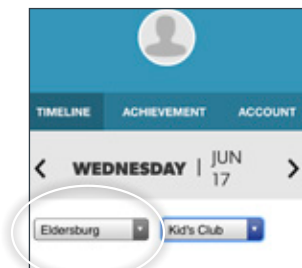 TIMELINE ACHIEVEMENT ACCOUNT
WEDNESDAY | JUN 17
Eldersburg Kid's Club